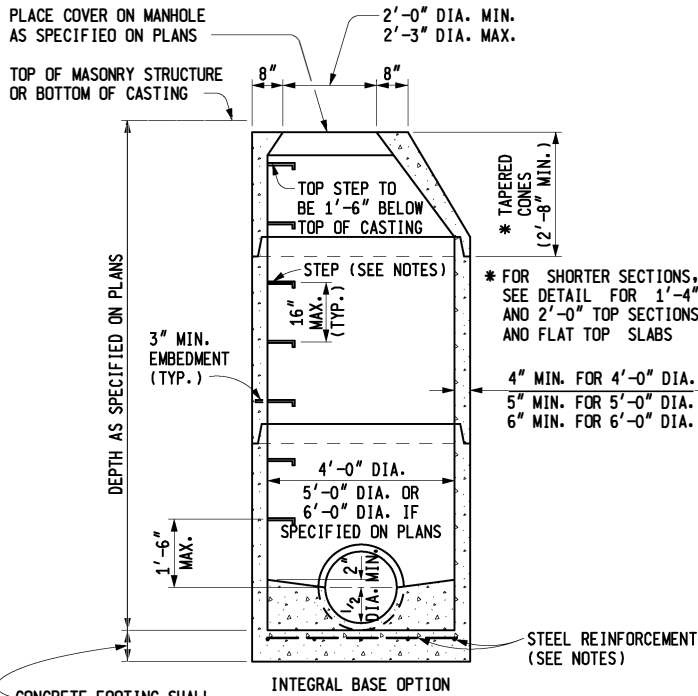 PLACE COVER ON MANHOLE
AS SPECIFIEO ON PLANS
2'-0" DIA. MIN.
2'-3" DIA. MAX.
TOP OF MASONRY STRUCTURE
OR BOTTOM OF CASTING
8"
8"
TOP STEP TO
BE 1'-6" BELOW
TOP OF CASTING
* TAPERED
CONES
(2'-8" MIN.)
STEP (SEE NOTES)
16"
MAX.
(TYP.)
* FOR SHORTER SECTIONS,
SEE DETAIL FOR 1'-4"
ANO 2'-0" TOP SECTIONS
ANO FLAT TOP SLABS
DEPTH AS SPECIFIED ON PLANS
3" MIN.
EMBEDMENT
(TYP.)
4" MIN. FOR 4'-0" DIA.
5" MIN. FOR 5'-0" DIA.
6" MIN. FOR 6'-0" DIA.
4'-0" DIA.
5'-0" DIA. OR
6'-0" DIA. IF
SPECIFIED ON PLANS
1'-6"
MAX.
2"
MIN.
1/2
DIA.
STEEL REINFORCEMENT
(SEE NOTES)
CONCRETE FOOTING SHALL
INTEGRAL BASE OPTION